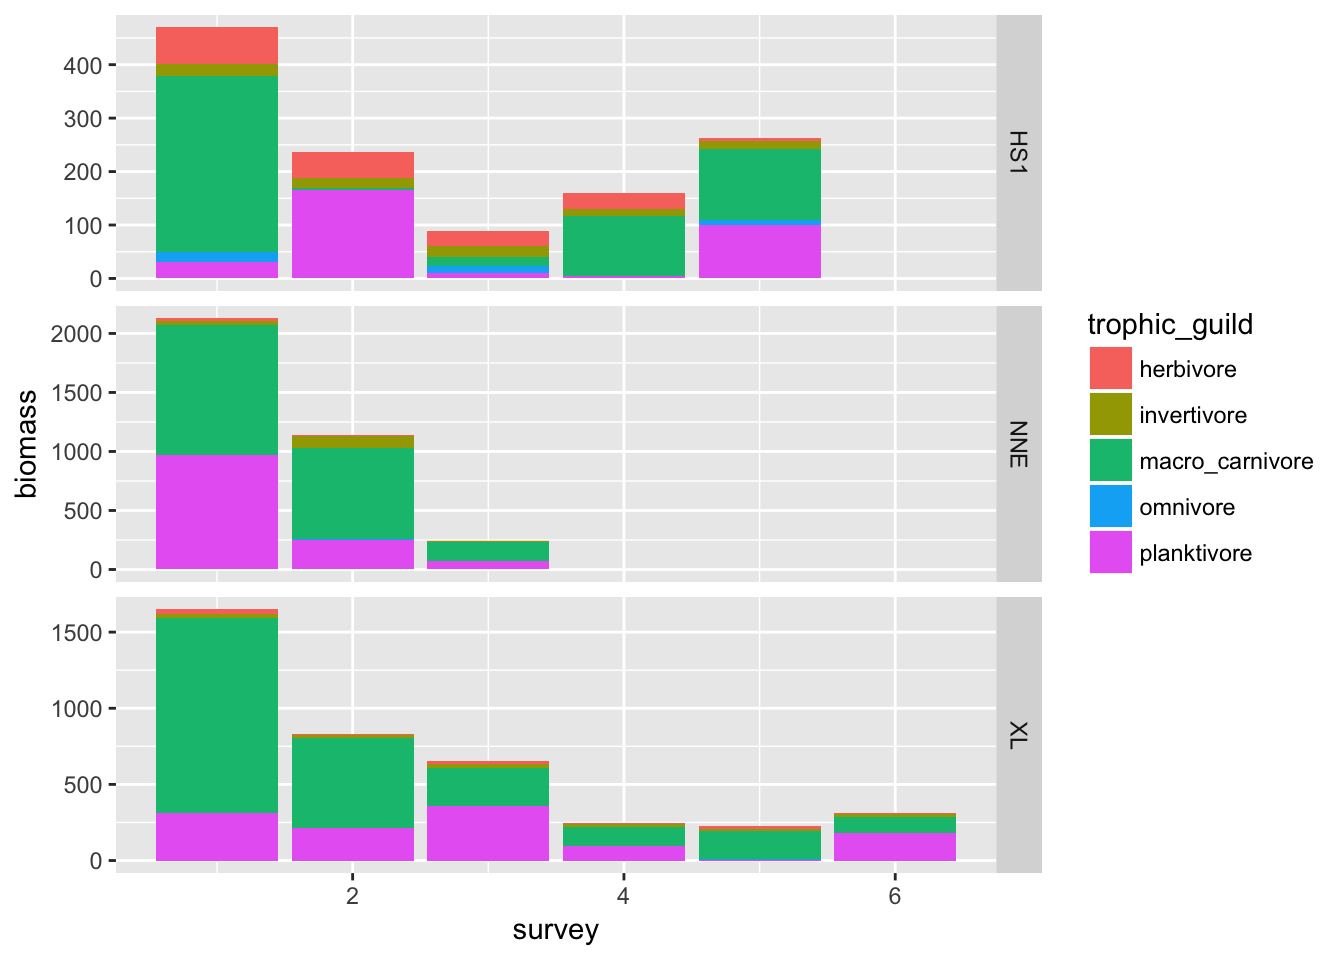 400
300
200
100
0
HS1
2000
1500
1000
500
0
NNE
1500
1000
500
0
XL
2
4
6
survey
biomass
trophic_guild
herbivore
invertivore
macro_carnivore
omnivore
planktivore